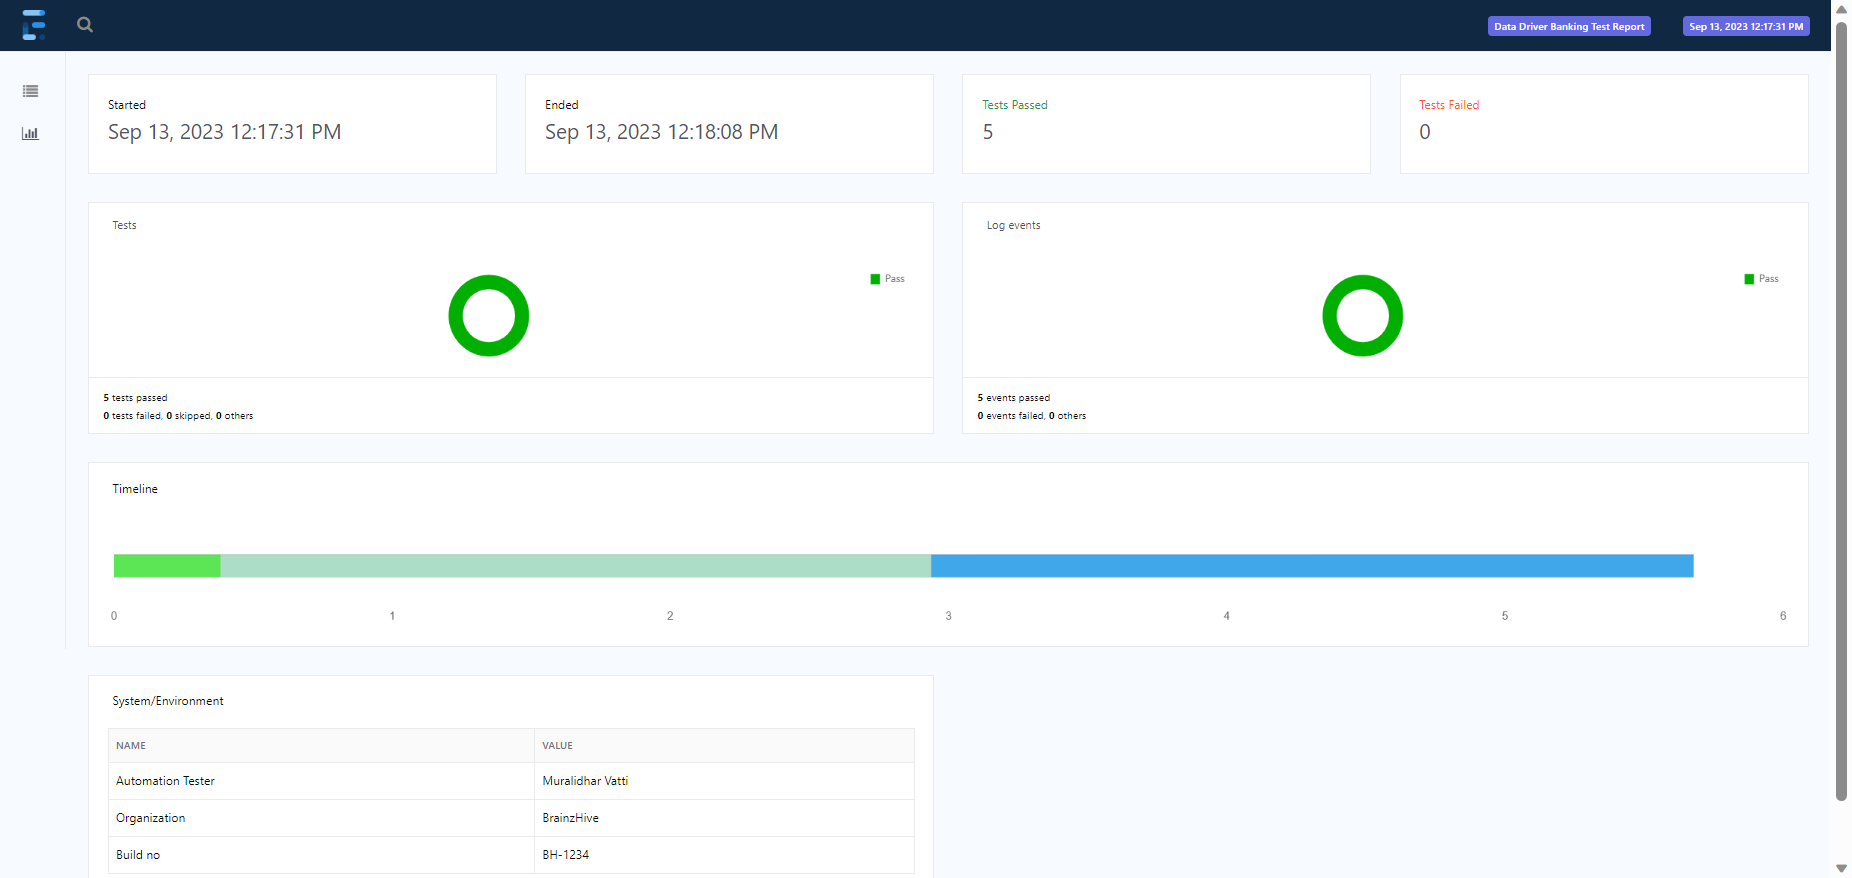 Data Driver Banking Test Report
Sep 13, 2023 12:17:31 PM
Started
Sep 13, 2023 12:17:31 PM
Ended
Sep 13, 2023 12:18:08 PM
Tests Passed
5
Tests Failed
0
Tests
Pass
5 tests passed
0 tests failed, 0 skipped, 0 others
Log events
Pass
5 events passed
0 events failed, 0 others
Timeline
0 1 2 3 4 5 6
System/Environment
NAME VALUE
Automation Tester Muralidhar Vatti
Organization BrainzHive
Build no BH-1234